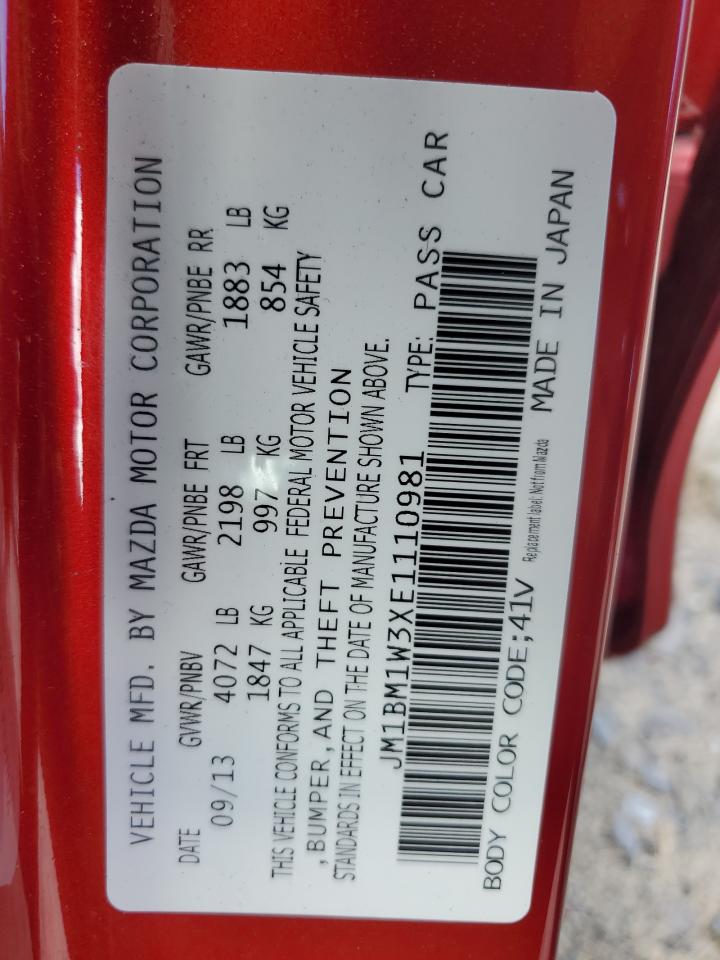 VEHICLE MFD. BY MAZDA MOTOR CORPORATION
DATE GVWR/PNBV GAWR/PNBE FRT GAWR/PNBE RR
09/13 4072 LB 2198 LB 1883 LB
1847 KG 997 KG 854 KG
THIS VEHICLE CONFORMS TO ALL APPLICABLE FEDERAL MOTOR VEHICLE SAFETY
, BUMPER, AND THEFT PREVENTION
STANDARDS IN EFFECT ON THE DATE OF MANUFACTURE SHOWN ABOVE.
JM1BM1W3XE1110981 TYPE: PASS CAR
BODY COLOR CODE;41V Replacement label: Not from Mazda MADE IN JAPAN